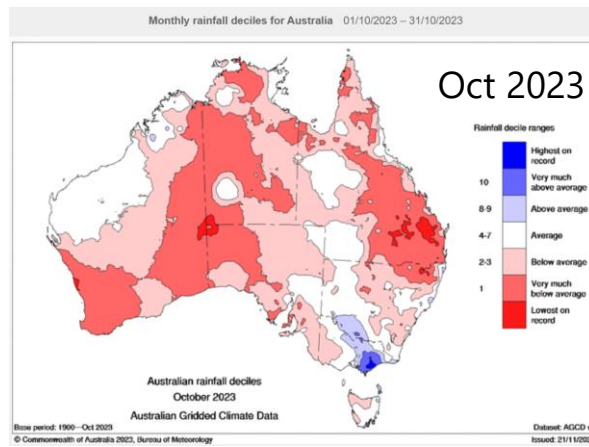 Monthly rainfall deciles for Australia 01/10/2023 – 31/10/2023
Oct 2023
Rainfall decile ranges
Highest on
record
10 Very much
above average
8-9 Above average
4-7 Average
2-3 Below average
1 Very much
below average
Lowest on
record
Australian rainfall deciles
October 2023
Australian Gridded Climate Data
Base period: 1900—Oct 2023
Dataset: AGCD
© Commonwealth of Australia 2023, Bureau of Meteorology
Issued: 21/11/202